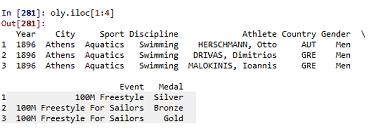 In [281]: oly.iloc[1:4]
Out[281]:
Year City Sport Discipline Athlete Country Gender \
1 1896 Athens Aquatics Swimming HERSCHMANN, Otto AUT Men
2 1896 Athens Aquatics Swimming DRIVAS, Dimitrios GRE Men
3 1896 Athens Aquatics Swimming MALOKINIS, Ioannis GRE Men
Event Medal
1 100M Freestyle Silver
2 100M Freestyle For Sailors Bronze
3 100M Freestyle For Sailors Gold